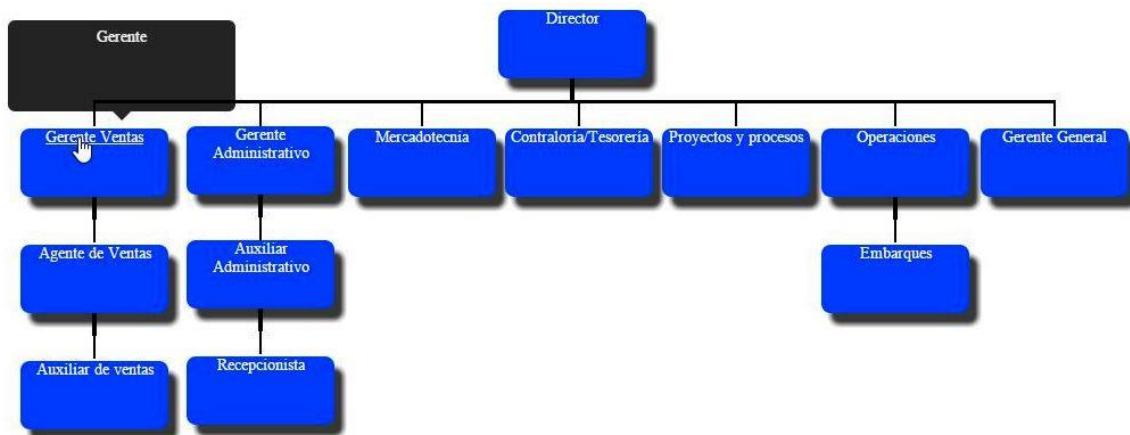 Director
Gerente
Gerente Ventas
Gerente
Administrativo
Mercadotecnia
Contraloría/Tesorería
Proyectos y procesos
Operaciones
Gerente General
Agente de Ventas
Auxiliar
Administrativo
Embarques
Auxiliar de ventas
Recepcionista